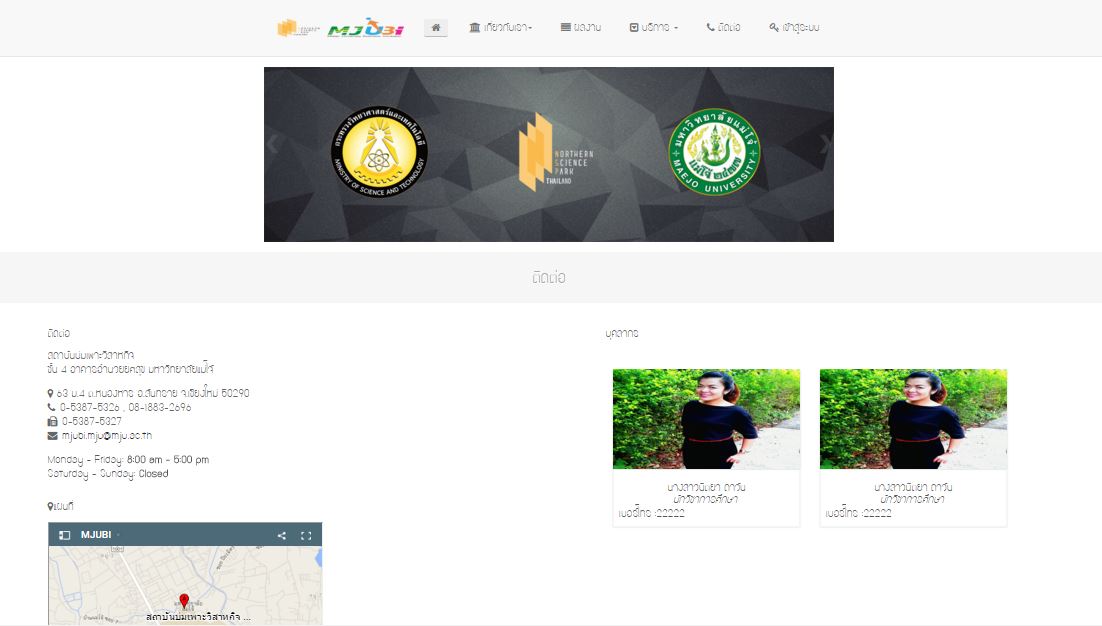 MJUBI
เกี่ยวกับเรา
ผลงาน
บริการ
ติดต่อ
เข้าสู่ระบบ
กระทรวงวิทยาศาสตร์และเทคโนโลยี
MINISTRY OF SCIENCE AND TECHNOLOGY
NORTHERN
SCIENCE
PARK
THAILAND
มหาวิทยาลัยแม่โจ้
แม่โจ้ ๒๔๗๗
MAEJO UNIVERSITY
ติดต่อ
ติดต่อ
สถาบันบ่มเพาะวิสาหกิจ
ชั้น 4 อาคารอำนวยยศสุข มหาวิทยาลัยแม่โจ้
63 ม.4 ต.หนองหาร อ.สันทราย จ.เชียงใหม่ 50290
0-5387-5326 , 08-1883-2696
0-5387-5327
mjubi.mju@mju.ac.th
Monday - Friday: 8:00 am - 5:00 pm
Saturday - Sunday: Closed
แผนที่
MJUBI
สถาบันบ่มเพาะวิสาหกิจ ...
บุคลากร
นางสาวนิตยา ดาวัน
นักวิชาการศึกษา
เบอร์โทร :22222
นางสาวนิตยา ดาวัน
นักวิชาการศึกษา
เบอร์โทร :22222